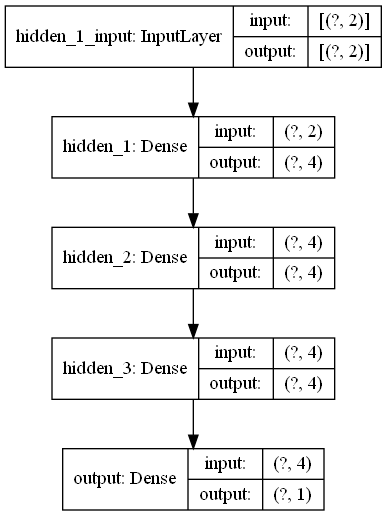 hidden_1_input: InputLayer
input: [(?, 2)]
output: [(?, 2)]
hidden_1: Dense
input: (?, 2)
output: (?, 4)
hidden_2: Dense
input: (?, 4)
output: (?, 4)
hidden_3: Dense
input: (?, 4)
output: (?, 4)
output: Dense
input: (?, 4)
output: (?, 1)